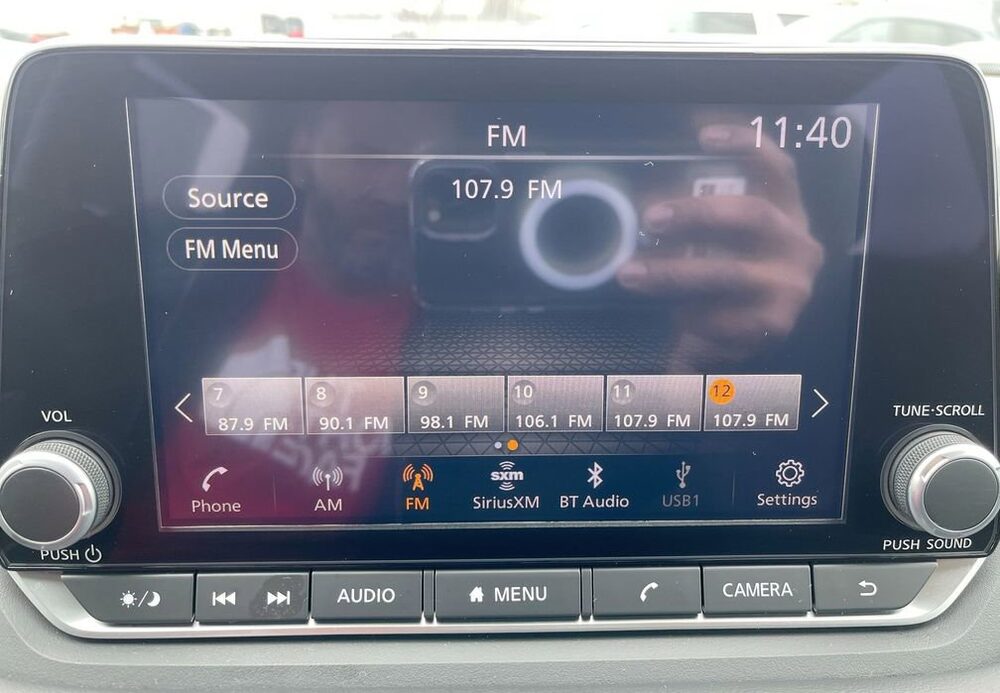 FM
11:40
Source
107.9 FM
FM Menu
7
8
9
10
11
12
87.9 FM
90.1 FM
98.1 FM
106.1 FM
107.9 FM
107.9 FM
VOL
TUNE·SCROLL
Phone
AM
FM
sxm
SiriusXM
BT Audio
USB1
Settings
PUSH
PUSH SOUND
AUDIO
MENU
CAMERA